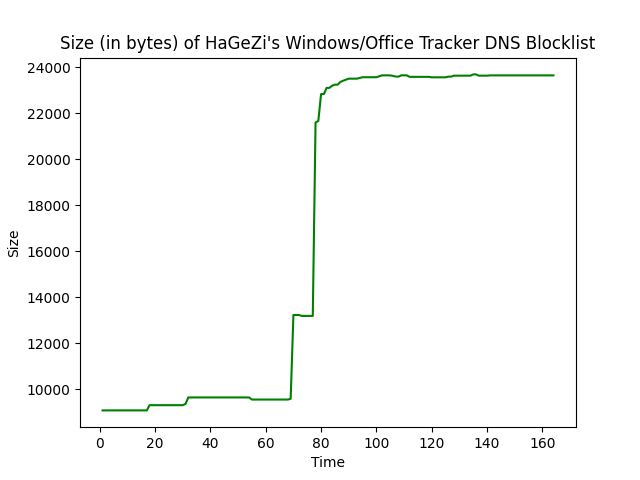 Size (in bytes) of HaGeZi's Windows/Office Tracker DNS Blocklist
24000
22000
20000
18000
16000
14000
12000
10000
Size
0 20 40 60 80 100 120 140 160
Time